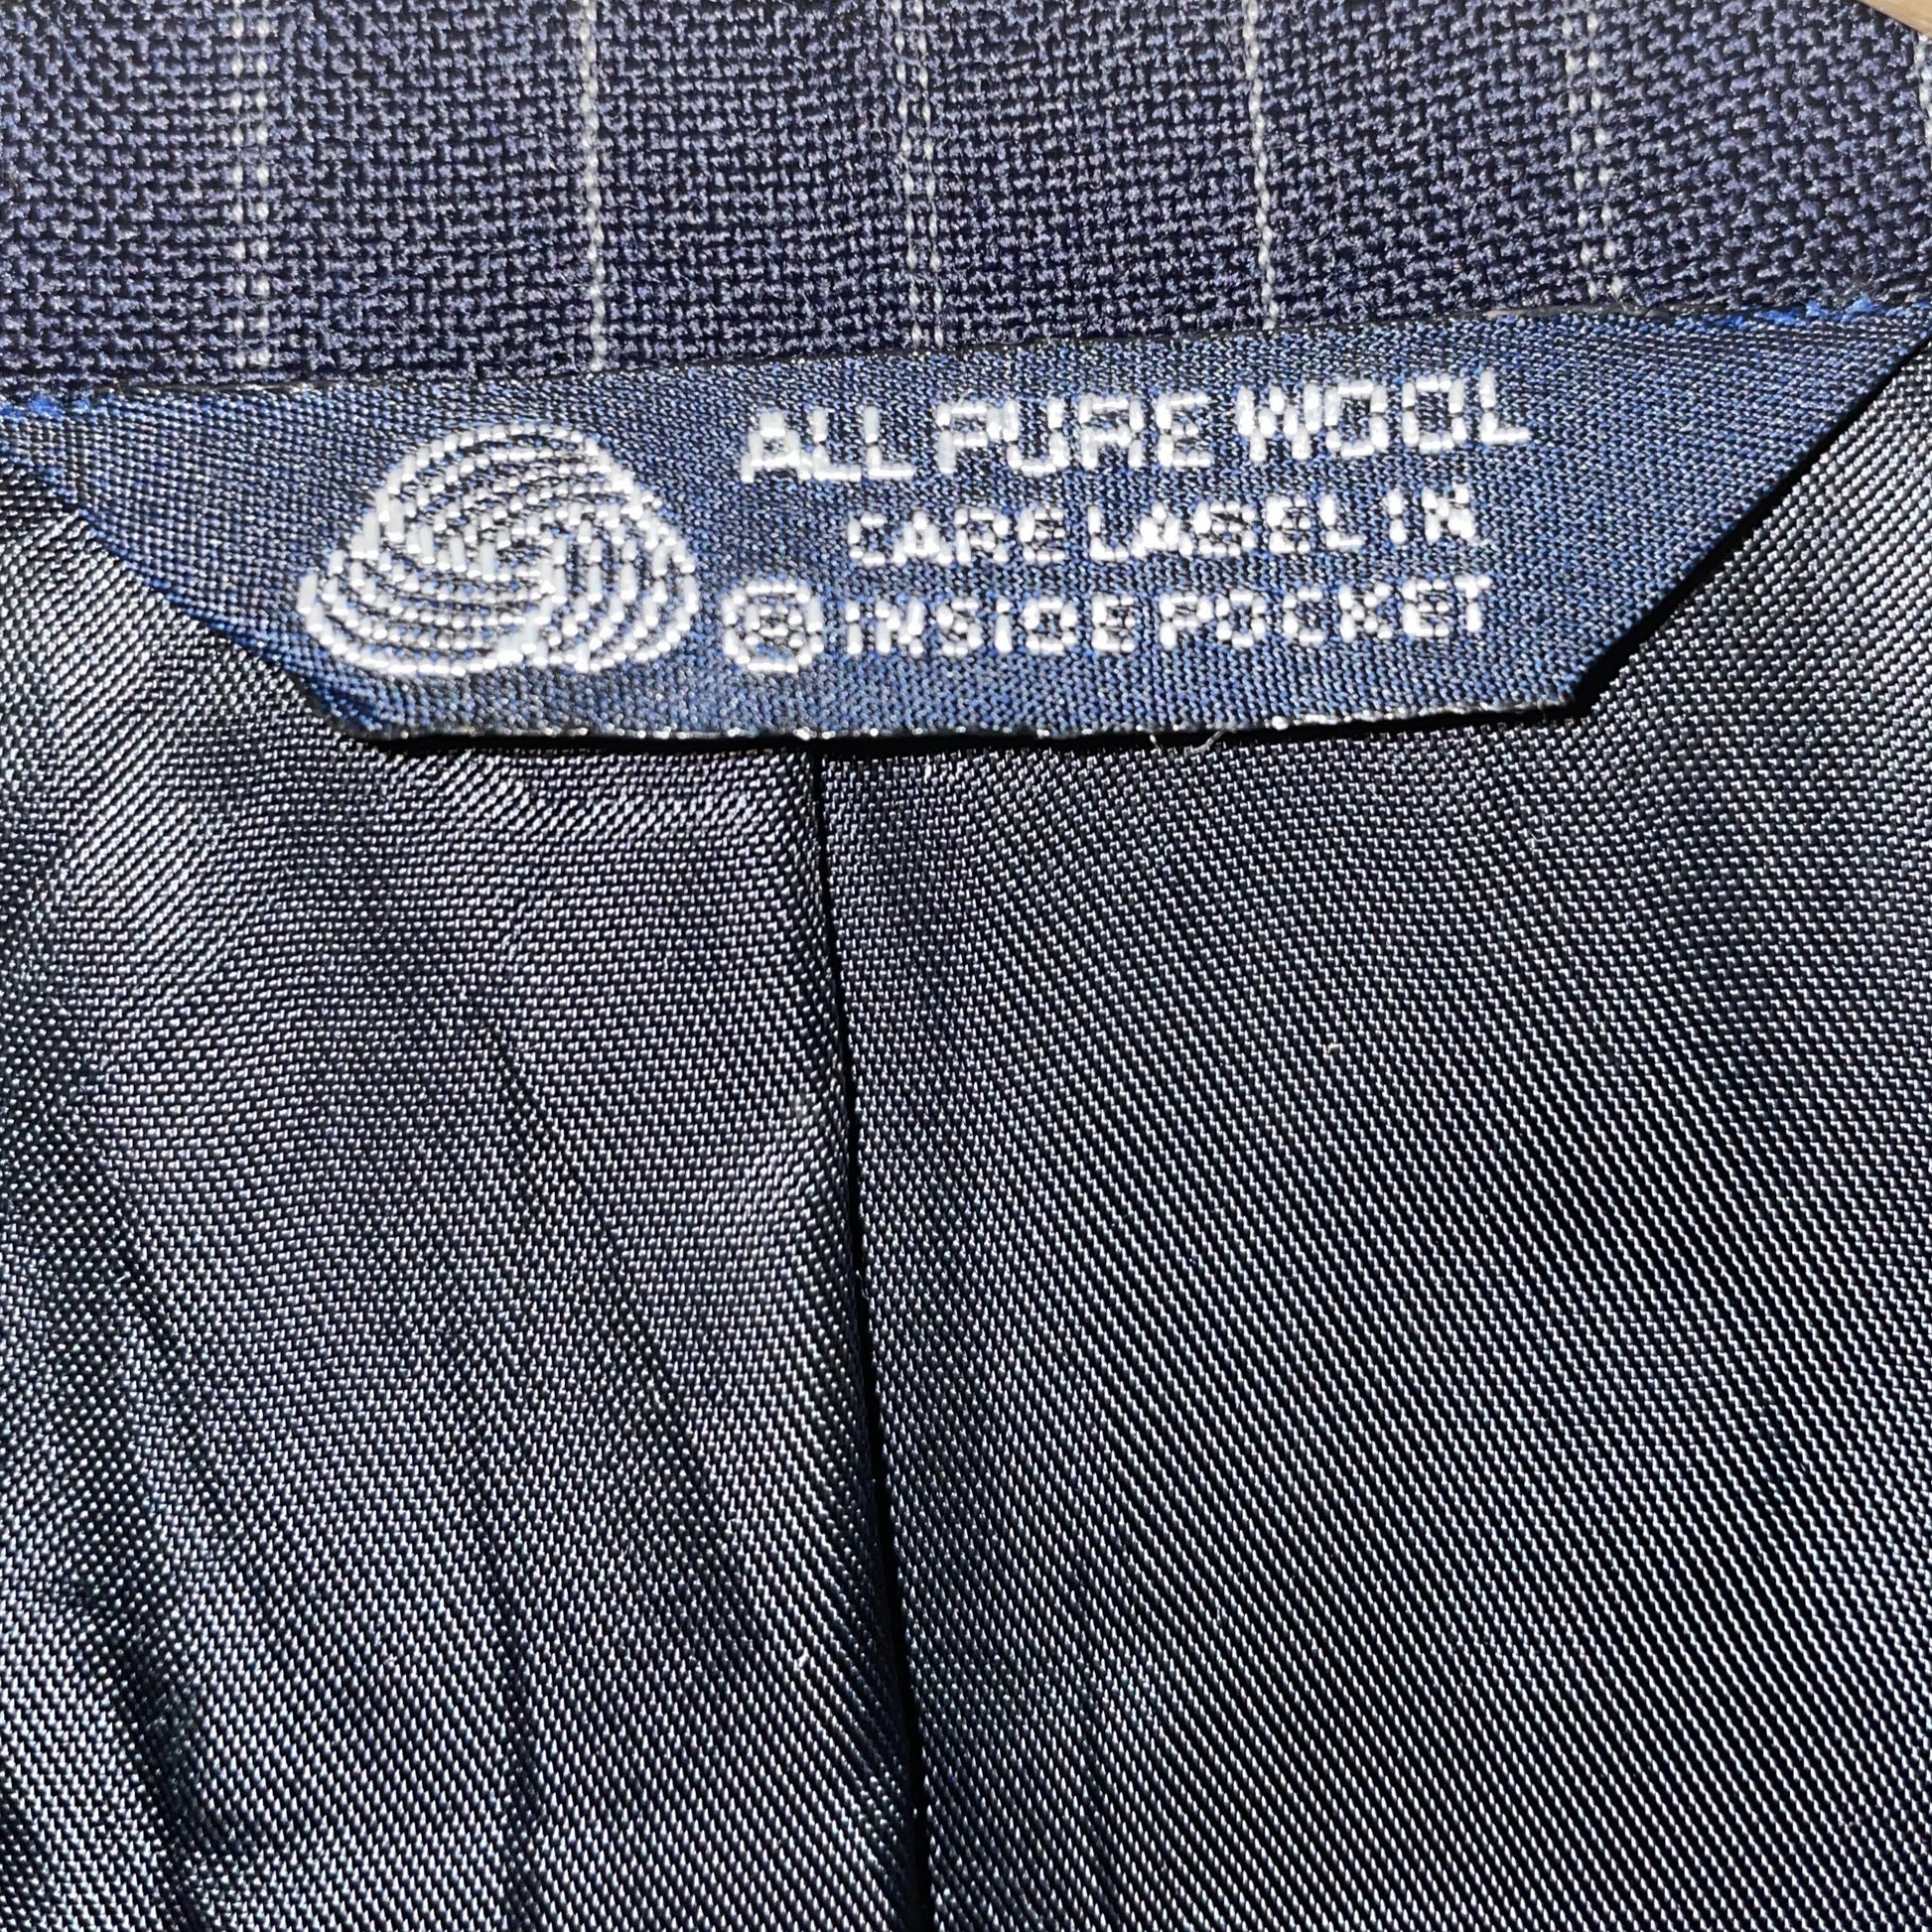 ALL PURE WOOL
CARE LABEL IN
® INSIDE POCKET